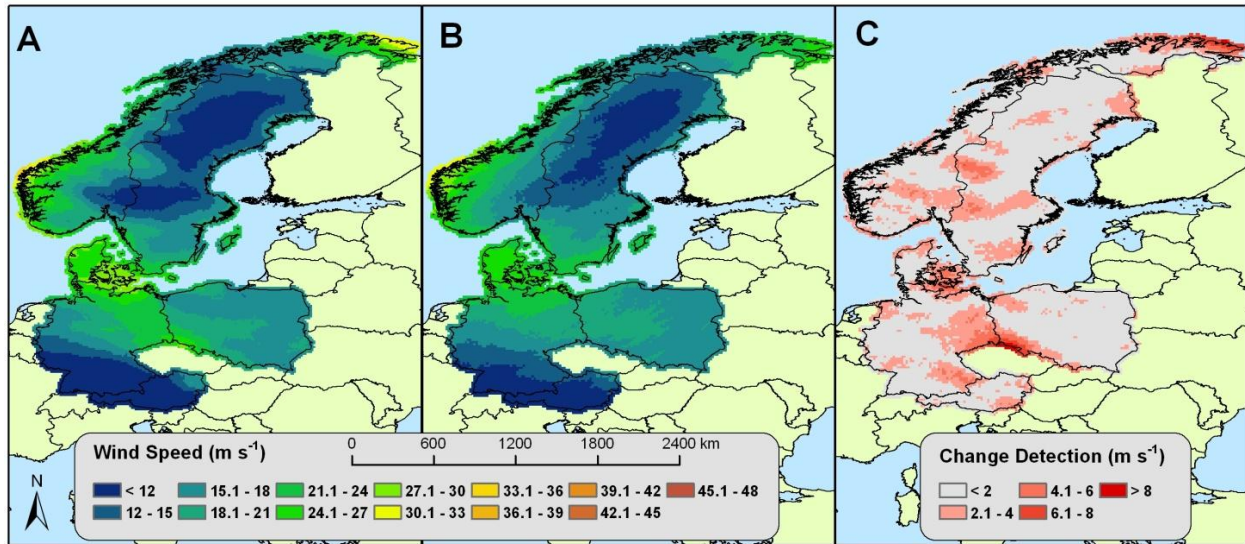 A
B
C
Wind Speed (m s⁻¹)
0 600 1200 1800 2400 km
< 12 15.1 - 18 21.1 - 24 27.1 - 30 33.1 - 36 39.1 - 42 45.1 - 48
12 - 15 18.1 - 21 24.1 - 27 30.1 - 33 36.1 - 39 42.1 - 45
N
Change Detection (m s⁻¹)
< 2 4.1 - 6 > 8
2.1 - 4 6.1 - 8